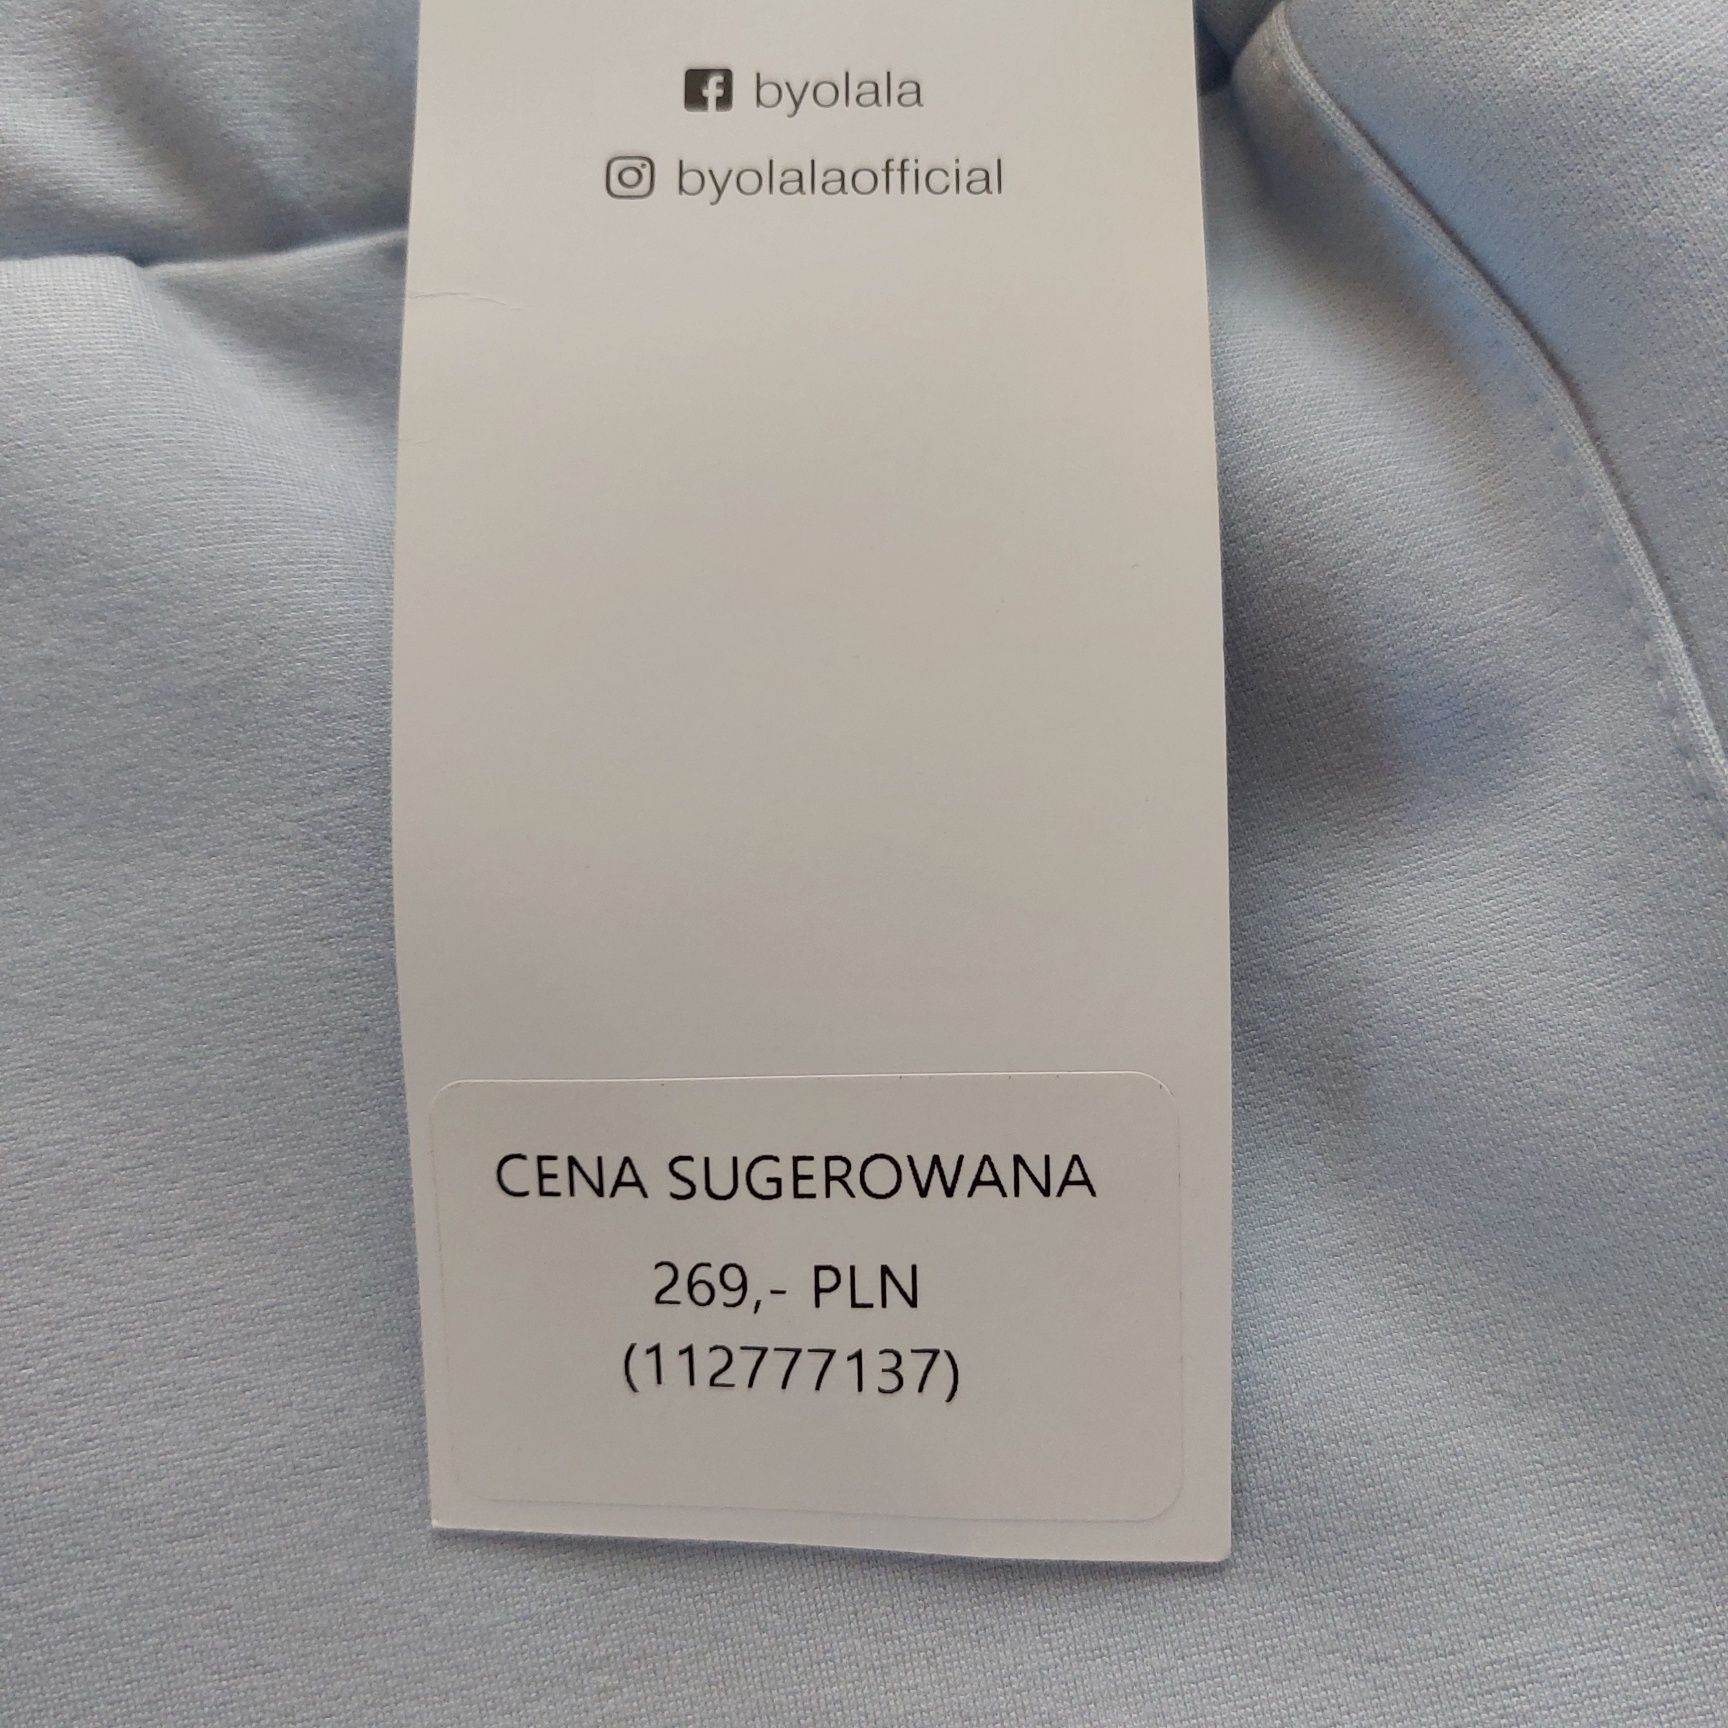 byolala
byolalaofficial
CENA SUGEROWANA
269,- PLN
(112777137)